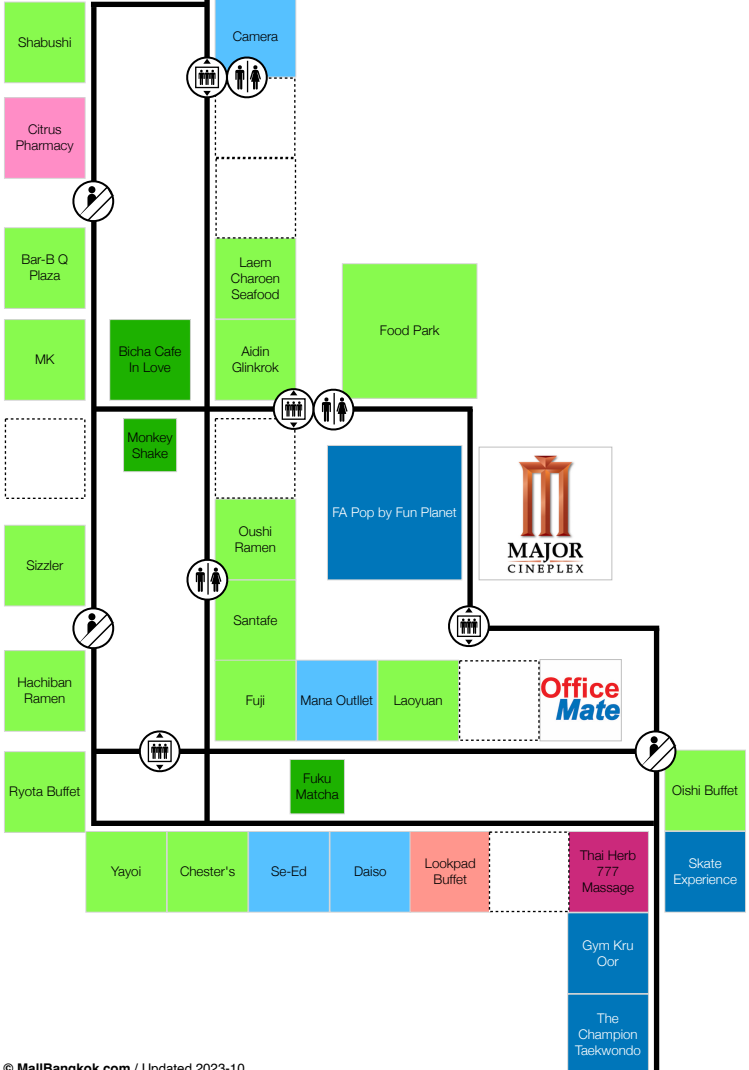 Shabushi
Camera
Citrus
Pharmacy
Bar-B Q
Plaza
Laem
Charoen
Seafood
Food Park
MK
Bicha Cafe
In Love
Aidin
Glinkrok
Monkey
Shake
FA Pop by Fun Planet
MAJOR
CINEPLEX
Oushi
Ramen
Sizzler
Santafe
Hachiban
Ramen
Fuji
Mana Outllet
Laoyuan
Office
Mate
Ryota Buffet
Fuku
Matcha
Oishi Buffet
Yayoi
Chester's
Se-Ed
Daiso
Lookpad
Buffet
Thai Herb
777
Massage
Skate
Experience
Gym Kru
Oor
The
Champion
Taekwondo
© MallBangkok.com / Updated 2023-10